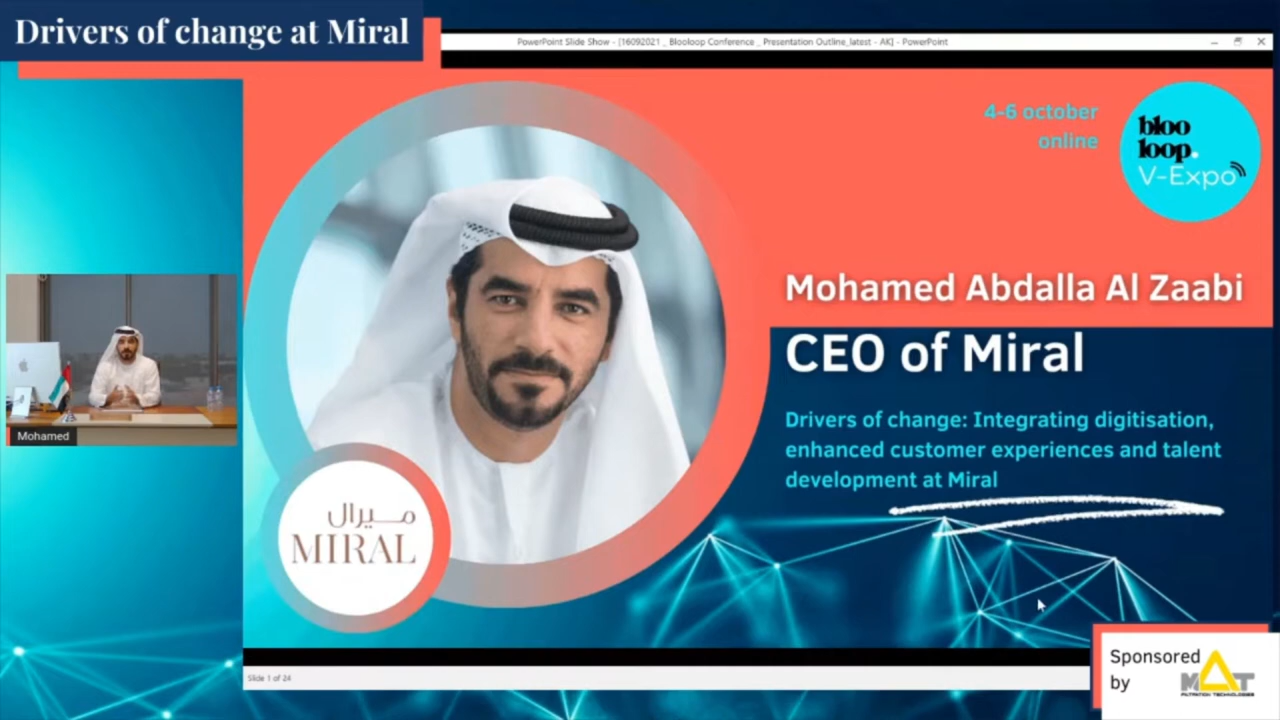 Drivers of change at Miral
PowerPoint Slide Show - [16092021 _ Blooloop Conference _ Presentation Outline_latest - AK] - PowerPoint
4-6 october
online
bloo
loop.
V-Expo
Mohamed Abdalla Al Zaabi
CEO of Miral
Drivers of change: Integrating digitisation,
enhanced customer experiences and talent
development at Miral
Mohamed
ميرال
MIRAL
Slide 1 of 24
Sponsored
by
MAT
FILTRATION TECHNOLOGIES